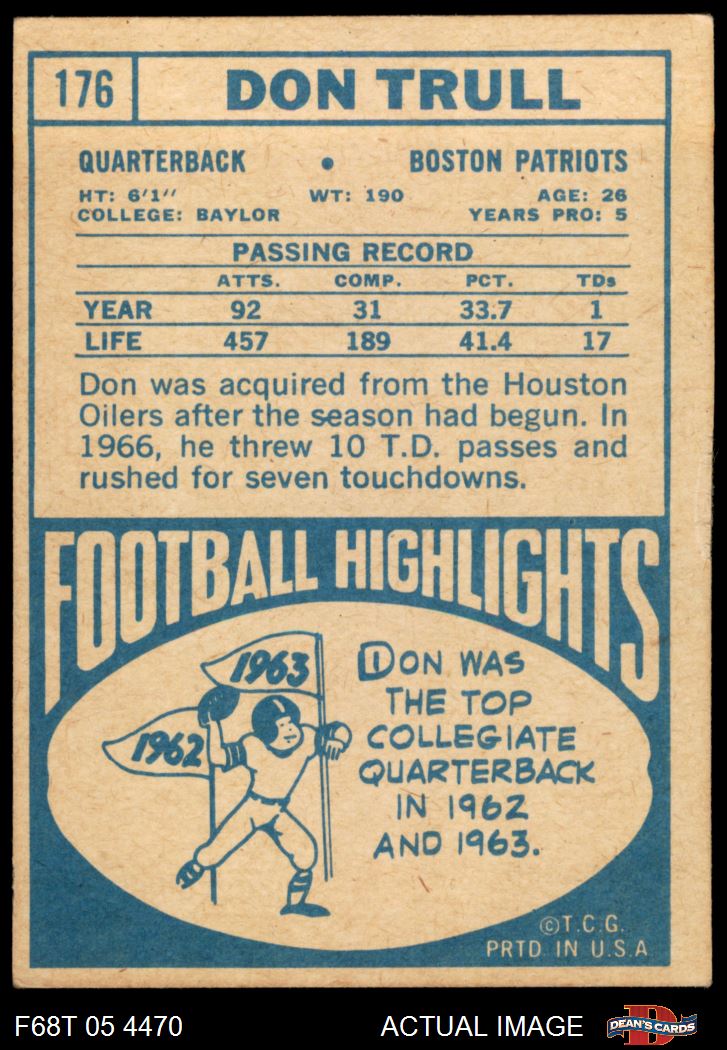 176 DON TRULL
QUARTERBACK • BOSTON PATRIOTS
HT: 6'1'' WT: 190 AGE: 26
COLLEGE: BAYLOR YEARS PRO: 5
PASSING RECORD
ATTS. COMP. PCT. TDs
YEAR 92 31 33.7 1
LIFE 457 189 41.4 17
Don was acquired from the Houston
Oilers after the season had begun. In
1966, he threw 10 T.D. passes and
rushed for seven touchdowns.
FOOTBALL HIGHLIGHTS
1963
1962
DON WAS
THE TOP
COLLEGIATE
QUARTERBACK
IN 1962
AND 1963.
©T.C.G.
PRTD. IN U.S.A
F68T 05 4470 ACTUAL IMAGE DEAN'S CARDS